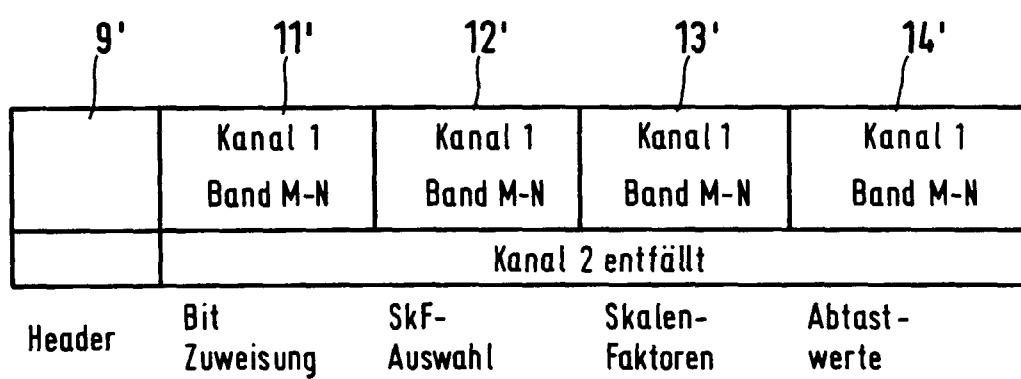 9' 11' 12' 13' 14'
Kanal 1 Kanal 1 Kanal 1 Kanal 1
Band M-N Band M-N Band M-N Band M-N
Kanal 2 entfällt
Header
Bit
Zuweisung
SkF-
Auswahl
Skalen-
Faktoren
Abtast-
werte